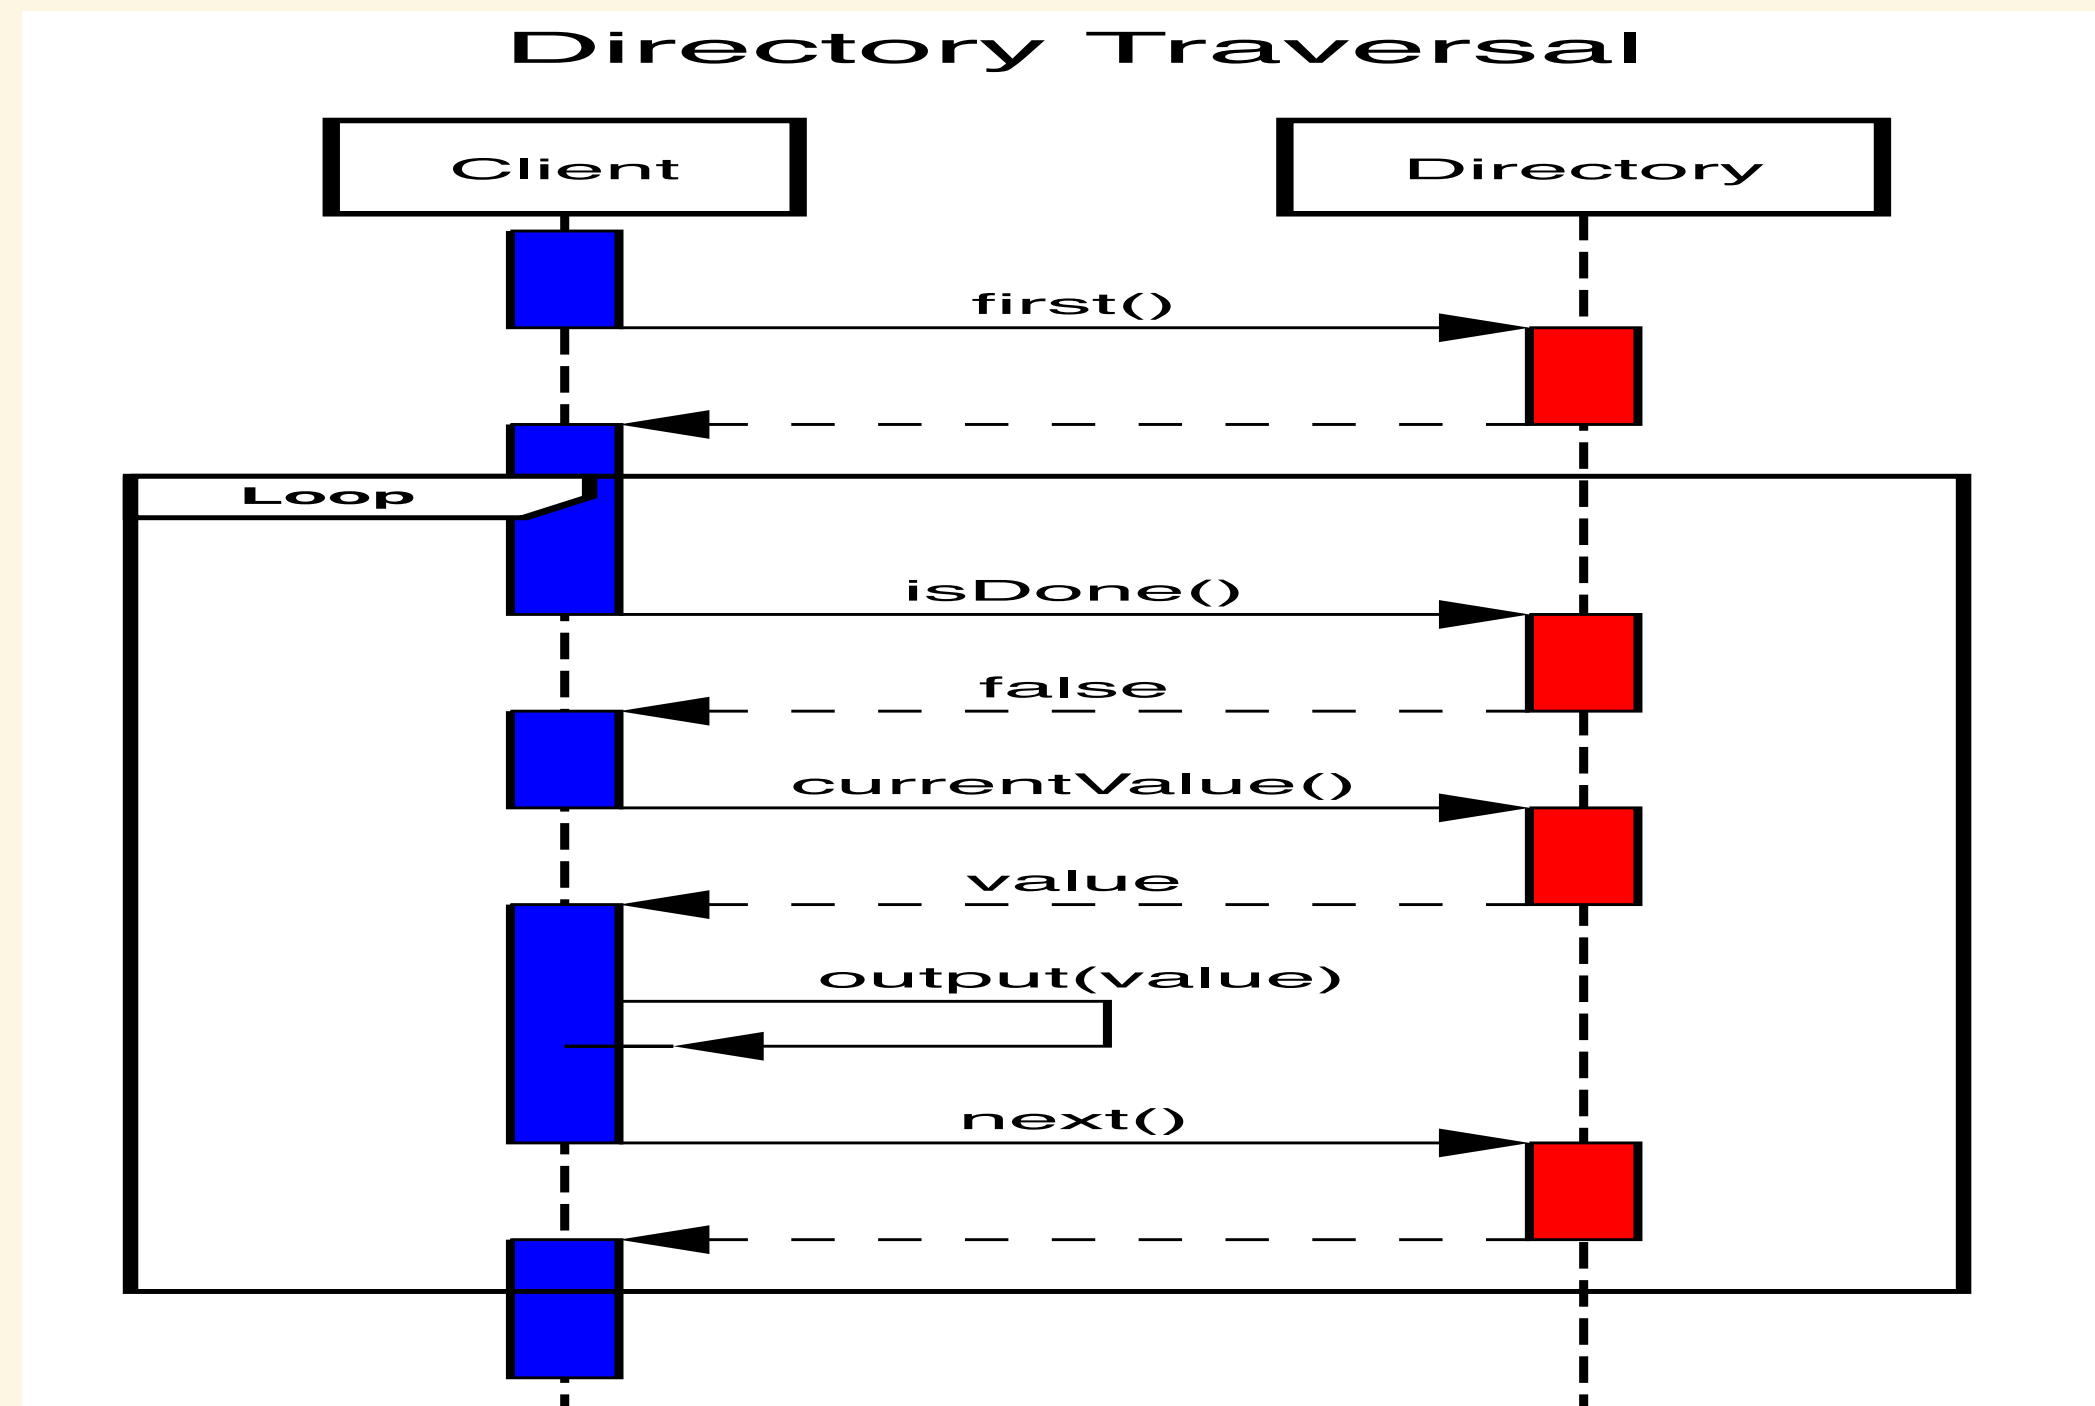 Directory Traversal
Client
Directory
first()
Loop
isDone()
false
currentValue()
value
output(value)
next()